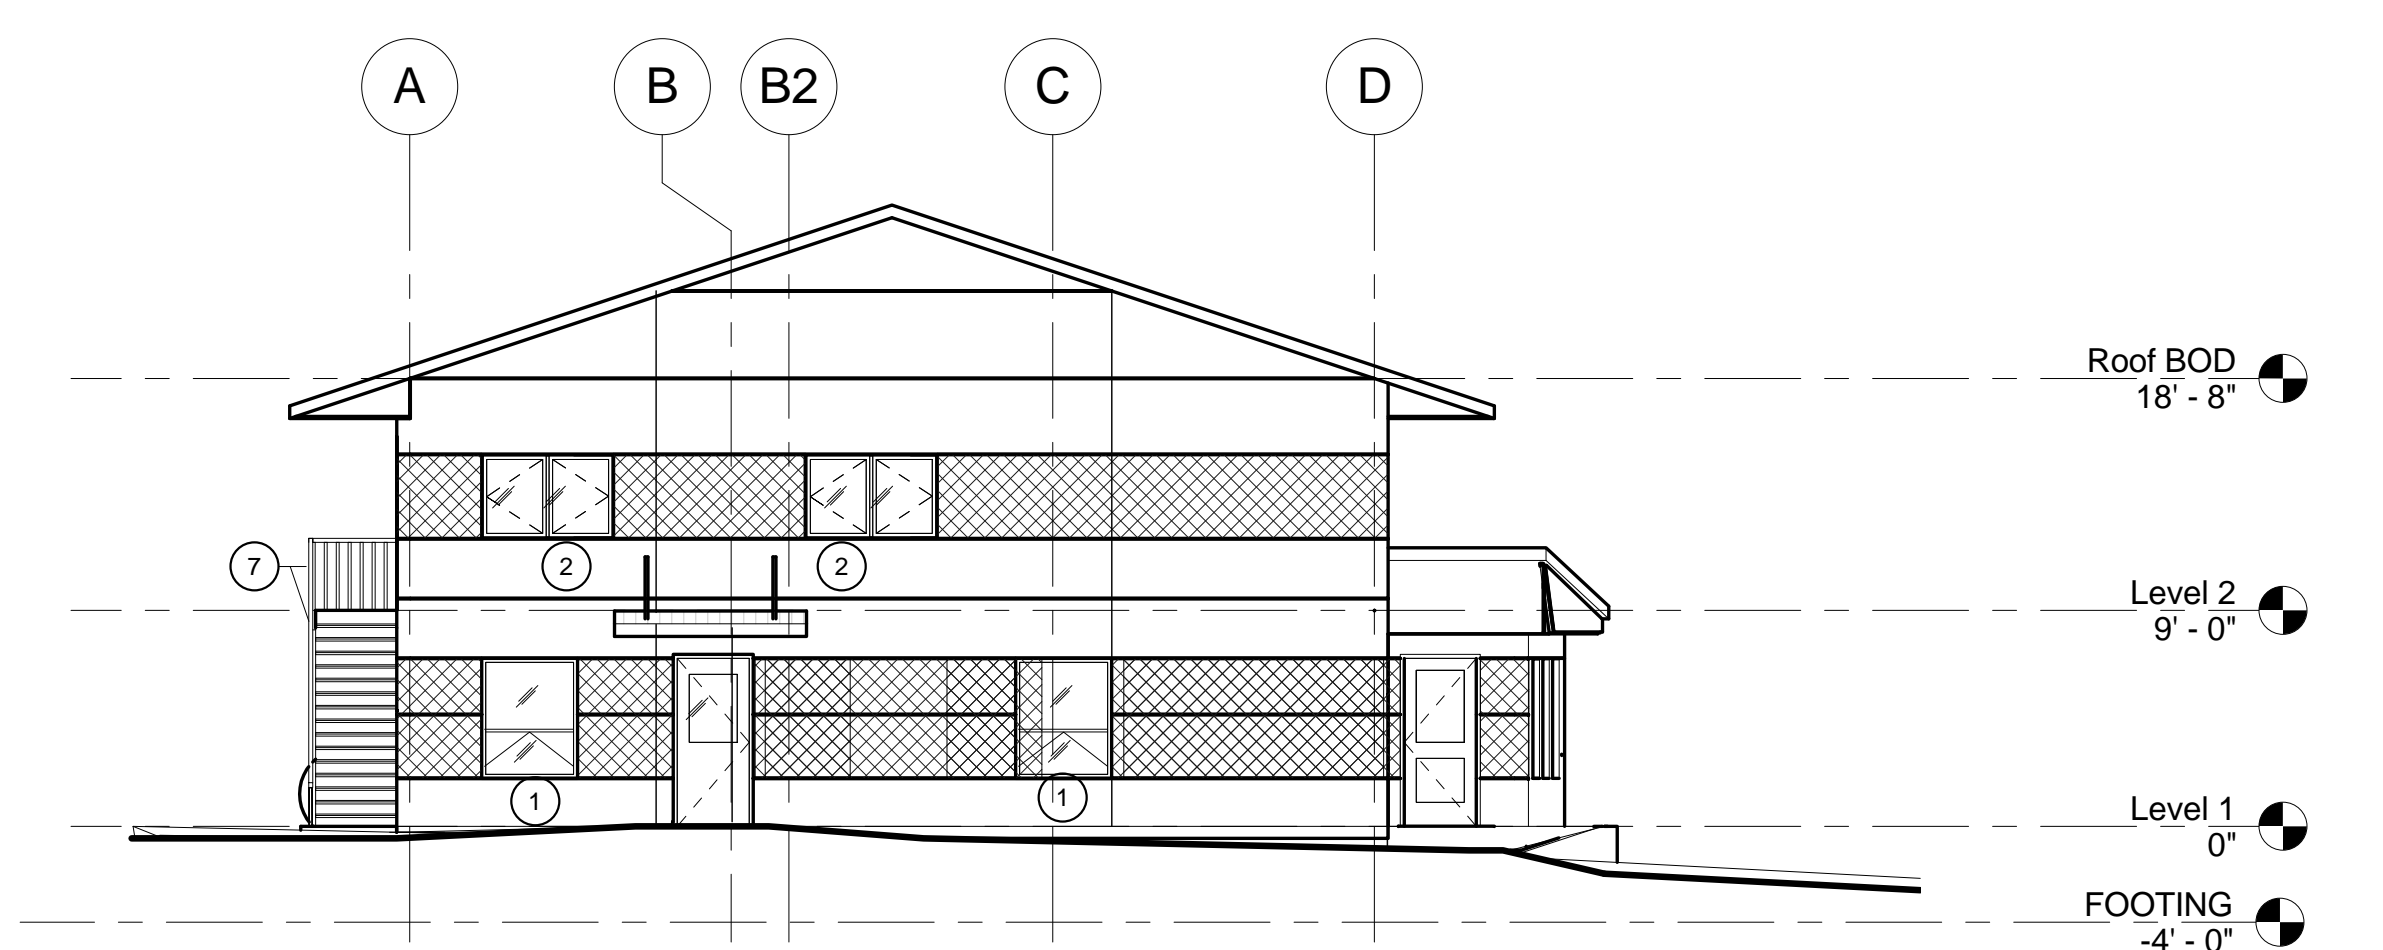 A B B2 C D
Roof BOD
18' - 8"
2 2
7
Level 2
9' - 0"
1 1
Level 1
0"
FOOTING
-4' - 0"